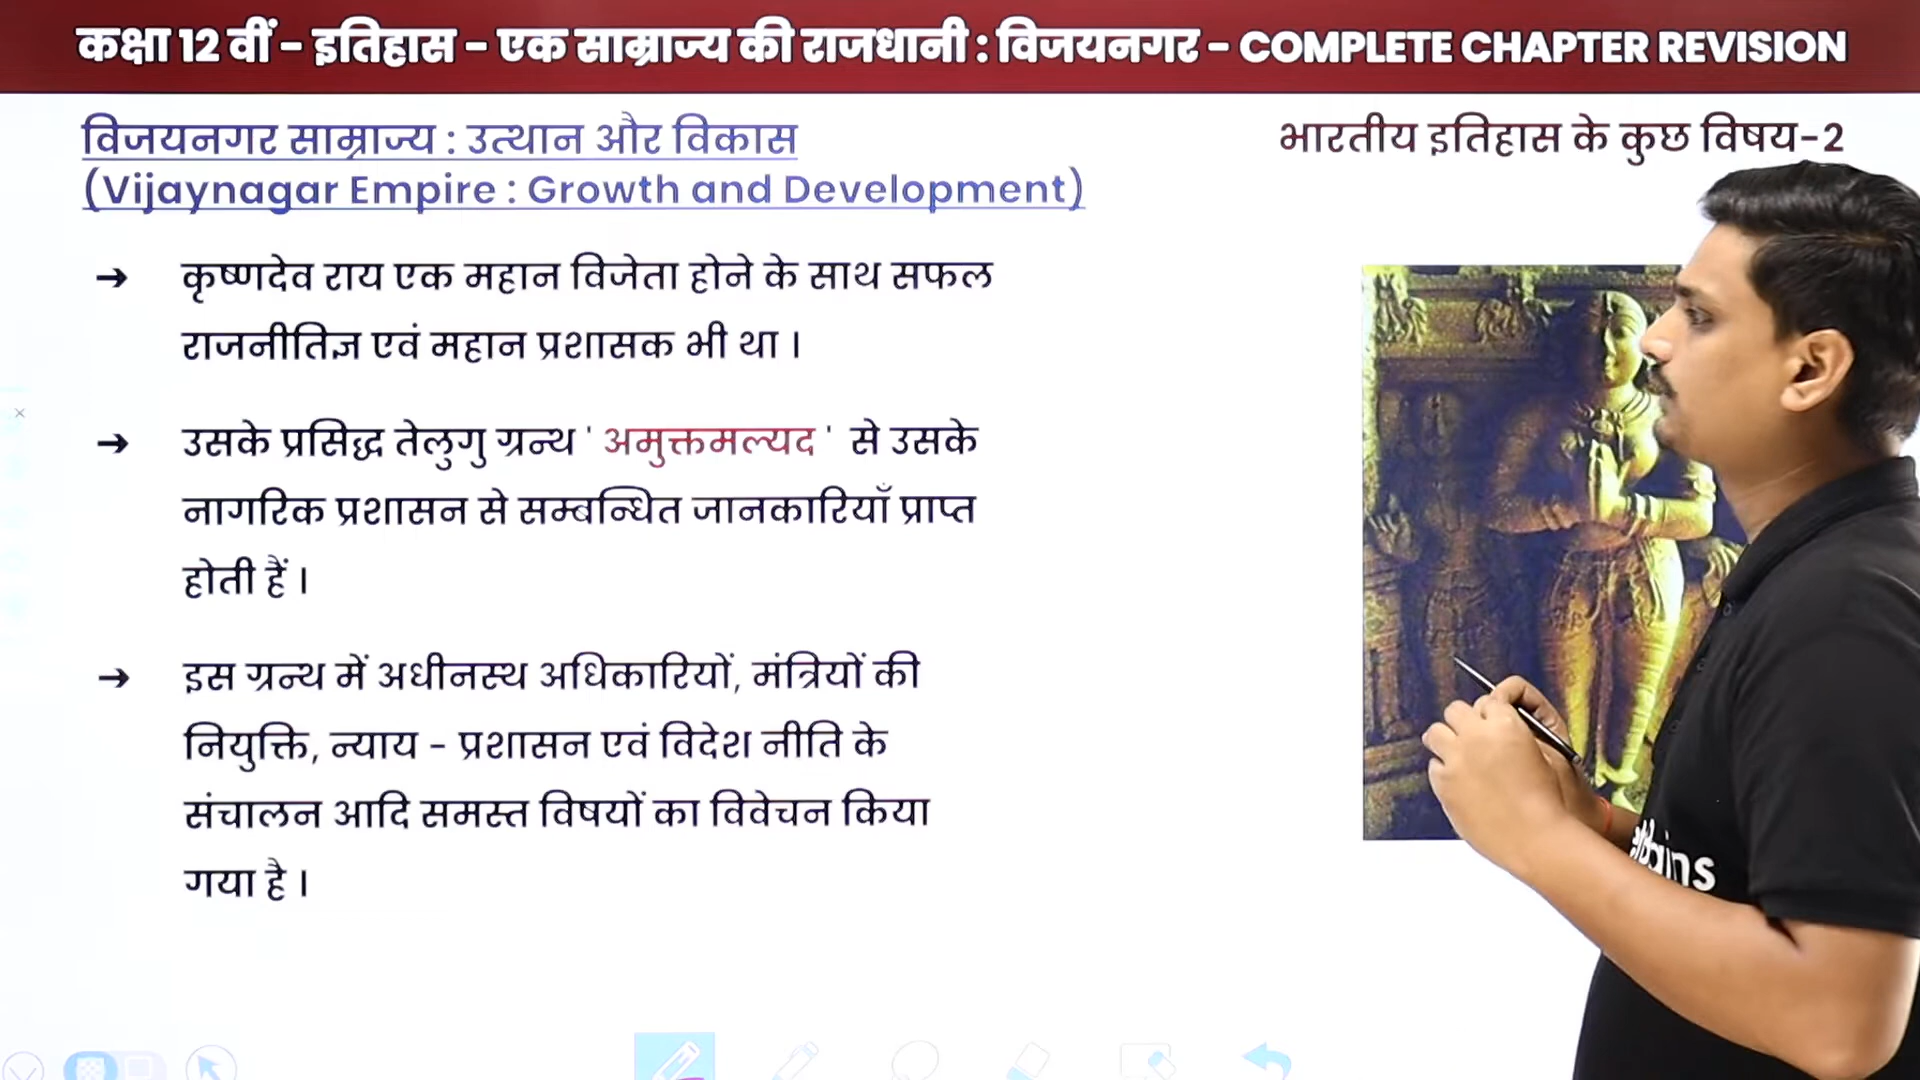 कक्षा 12 वीं - इतिहास - एक साम्राज्य की राजधानी : विजयनगर - COMPLETE CHAPTER REVISION
विजयनगर साम्राज्य : उत्थान और विकास
(Vijaynagar Empire : Growth and Development)
भारतीय इतिहास के कुछ विषय-2
→ कृष्णदेव राय एक महान विजेता होने के साथ सफल
राजनीतिज्ञ एवं महान प्रशासक भी था ।
→ उसके प्रसिद्ध तेलुगु ग्रन्थ ' अमुक्तमल्यद ' से उसके
नागरिक प्रशासन से सम्बन्धित जानकारियाँ प्राप्त
होती हैं ।
→ इस ग्रन्थ में अधीनस्थ अधिकारियों, मंत्रियों की
नियुक्ति, न्याय - प्रशासन एवं विदेश नीति के
संचालन आदि समस्त विषयों का विवेचन किया
गया है ।